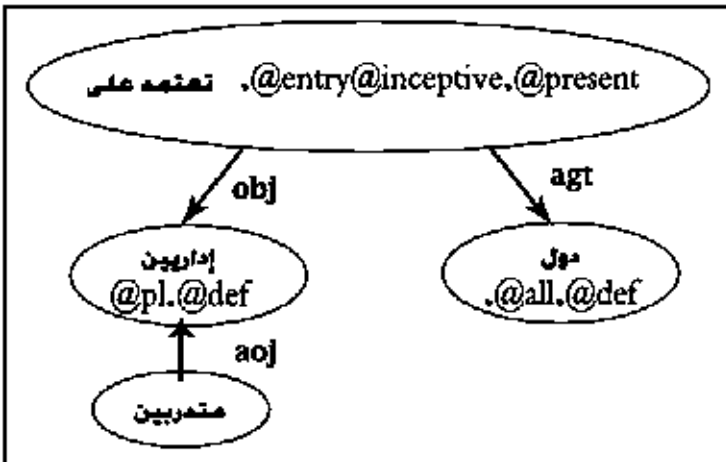 تعتمد على .@entry@inceptive.@present
obj
agt
إداريين
@pl.@def
دول
.@all.@def
aoj
متدربين